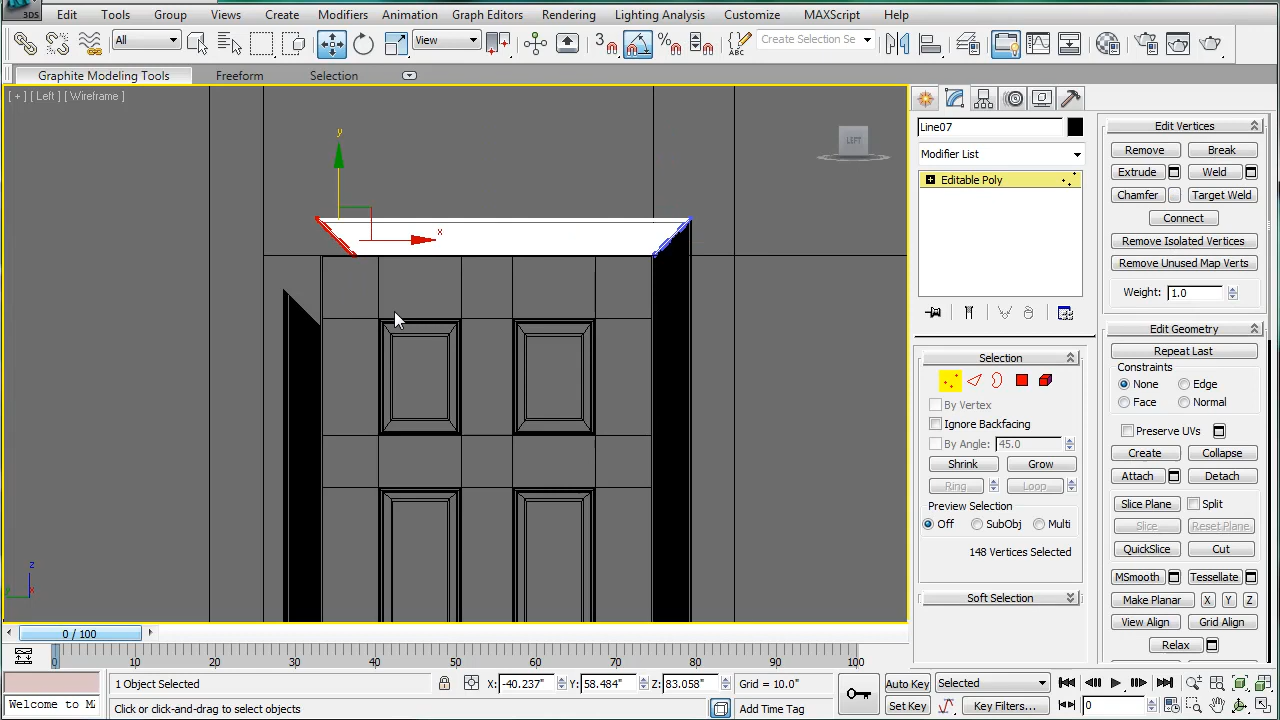 3DS Edit Tools Group Views Create Modifiers Animation Graph Editors Rendering Lighting Analysis Customize MAXScript Help
All View 3 ABC Create Selection Se
Graphite Modeling Tools Freeform Selection
[ + ] [ Left ] [ Wireframe ]
y
x
LEFT
z
y
x
Line07
Modifier List
Editable Poly
Selection
By Vertex
Ignore Backfacing
By Angle: 45.0
Shrink Grow
Ring Loop
Preview Selection
Off SubObj Multi
148 Vertices Selected
Soft Selection
Edit Vertices
Remove Break
Extrude Weld
Chamfer Target Weld
Connect
Remove Isolated Vertices
Remove Unused Map Verts
Weight: 1.0
Edit Geometry
Repeat Last
Constraints
None Edge
Face Normal
Preserve UVs
Create Collapse
Attach Detach
Slice Plane Split
Slice Reset Plane
QuickSlice Cut
MSmooth Tessellate
Make Planar X Y Z
View Align Grid Align
Relax
0 / 100
0 10 20 30 40 50 60 70 80 90 100
1 Object Selected X: -40.237" Y: 58.484" Z: 83.058" Grid = 10.0" Auto Key Selected
Welcome to M Click or click-and-drag to select objects Add Time Tag Set Key Key Filters... 0